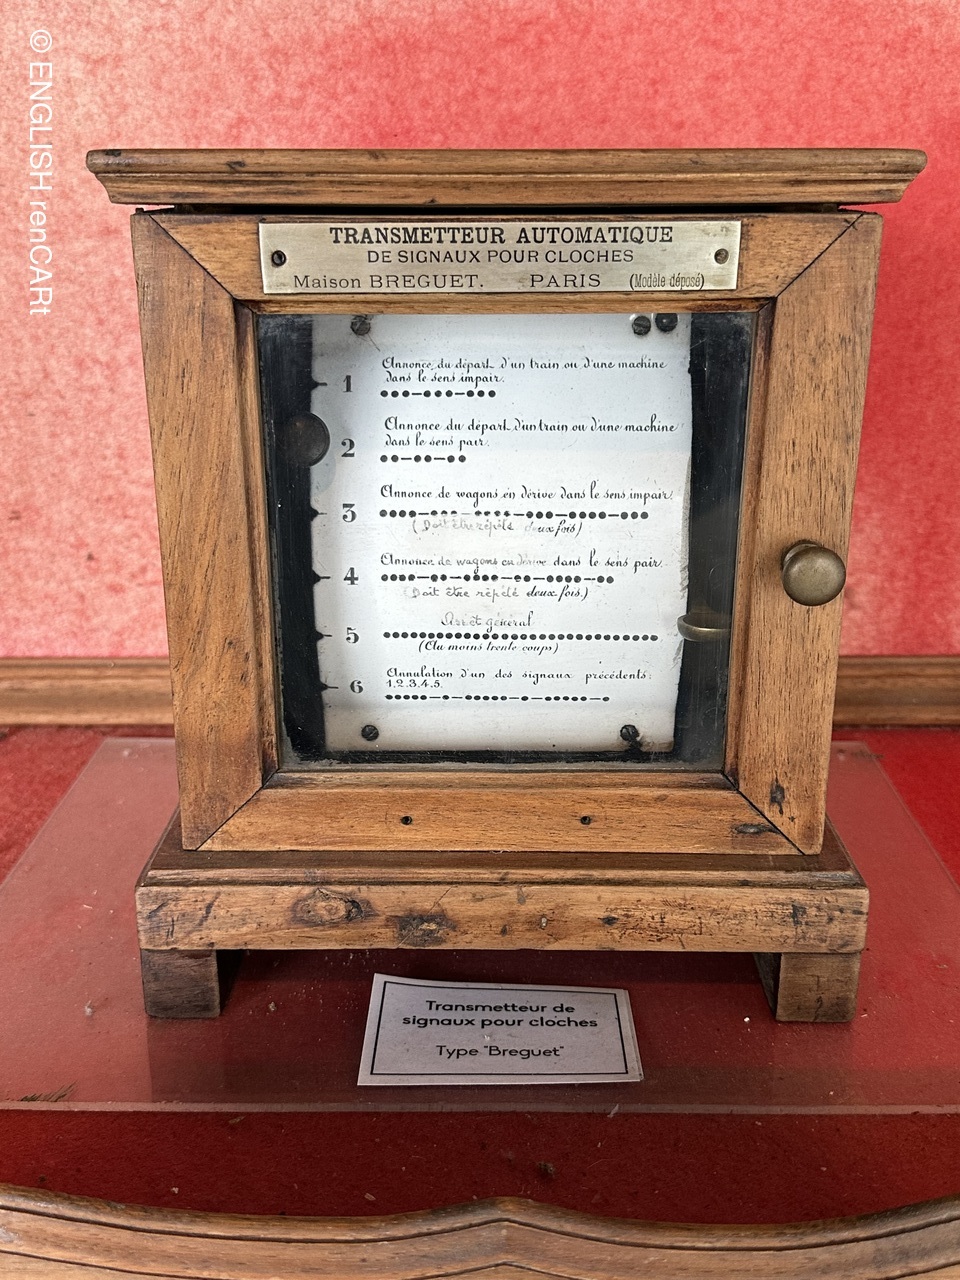 © ENGLISH renCARt
TRANSMETTEUR AUTOMATIQUE
DE SIGNAUX POUR CLOCHES
Maison BREGUET. PARIS (Modèle déposé)
1 Annonce du départ d'un train ou d'une machine
dans le sens impair.
●●●—●●●—●●●
2 Annonce du départ d'un train ou d'une machine
dans le sens pair.
●●—●●—●●
3 Annonce de wagons en dérive dans le sens impair.
(Doit être répété deux fois)
4 Annonce de wagons en dérive dans le sens pair.
●●●●—●●—●●●●—●●—●●●●—●●
(Doit être répété deux fois.)
5 Arrêt général
(Au moins trente coups)
6 Annulation d'un des signaux précédents:
1.2.3.4.5.
Transmetteur de
signaux pour cloches
Type "Breguet"